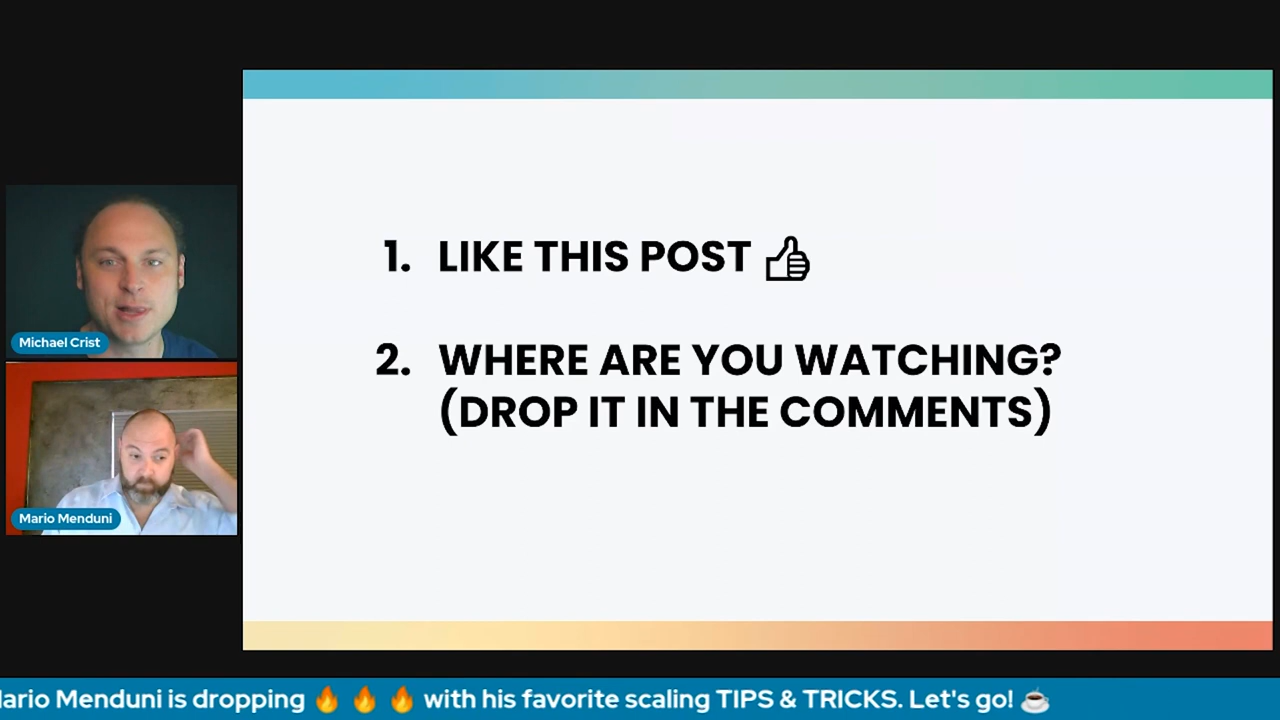 1. LIKE THIS POST
2. WHERE ARE YOU WATCHING?
(DROP IT IN THE COMMENTS)
Michael Crist
Mario Menduni
ario Menduni is dropping 🔥 🔥 🔥 with his favorite scaling TIPS & TRICKS. Let's go! ☕